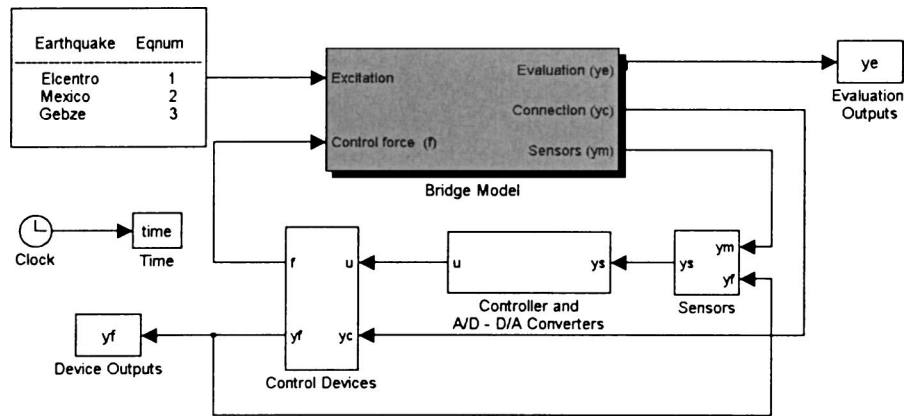 Earthquake Eqnum
Elcentro 1
Mexico 2
Gebze 3
Excitation
Control force (f)
Evaluation (ye)
Connection (yc)
Sensors (ym)
Bridge Model
ye
Evaluation
Outputs
Clock
time
Time
f
u
yf
yc
Control Devices
u
ys
Controller and
A/D - D/A Converters
ys
ym
yf
Sensors
yf
Device Outputs